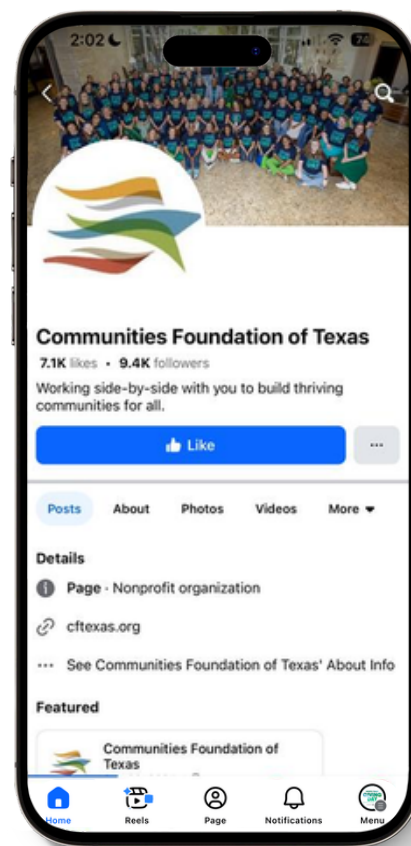 2:02
Communities Foundation of Texas
7.1K likes • 9.4K followers
Working side-by-side with you to build thriving
communities for all.
Like
Posts About Photos Videos More
Details
Page · Nonprofit organization
cftexas.org
See Communities Foundation of Texas' About Info
Featured
Communities Foundation of
Texas
Home Reels Page Notifications Menu